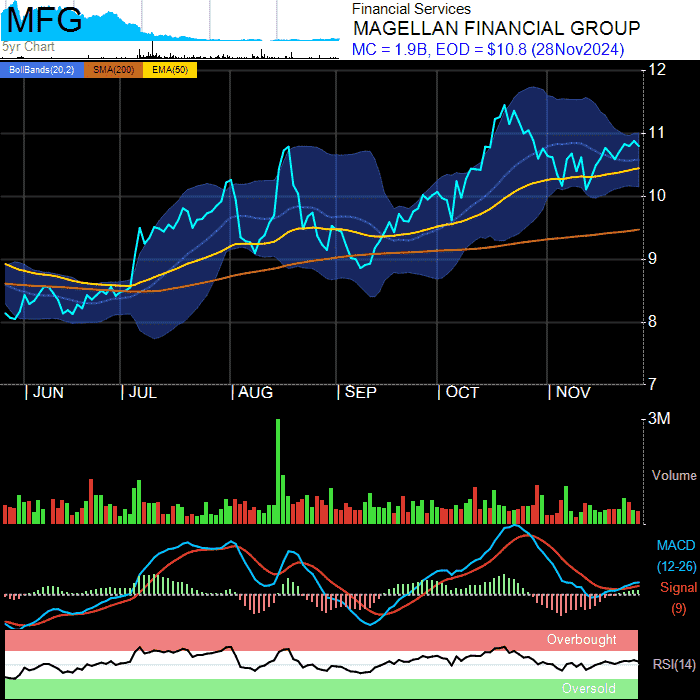 MFG
5yr Chart
Financial Services
MAGELLAN FINANCIAL GROUP
MC = 1.9B, EOD = $10.8 (28Nov2024)
BollBands(20,2) SMA(200) EMA(50)
12
11
10
9
8
7
JUN JUL AUG SEP OCT NOV
3M
Volume
MACD
(12-26)
Signal
(9)
Overbought
RSI(14)
Oversold